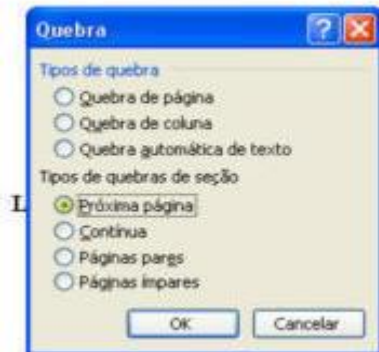 Quebra
Tipos de quebra
Quebra de página
Quebra de coluna
Quebra automática de texto
Tipos de quebras de seção
L
Próxima página
Contínua
Páginas pares
Páginas ímpares
OK Cancelar